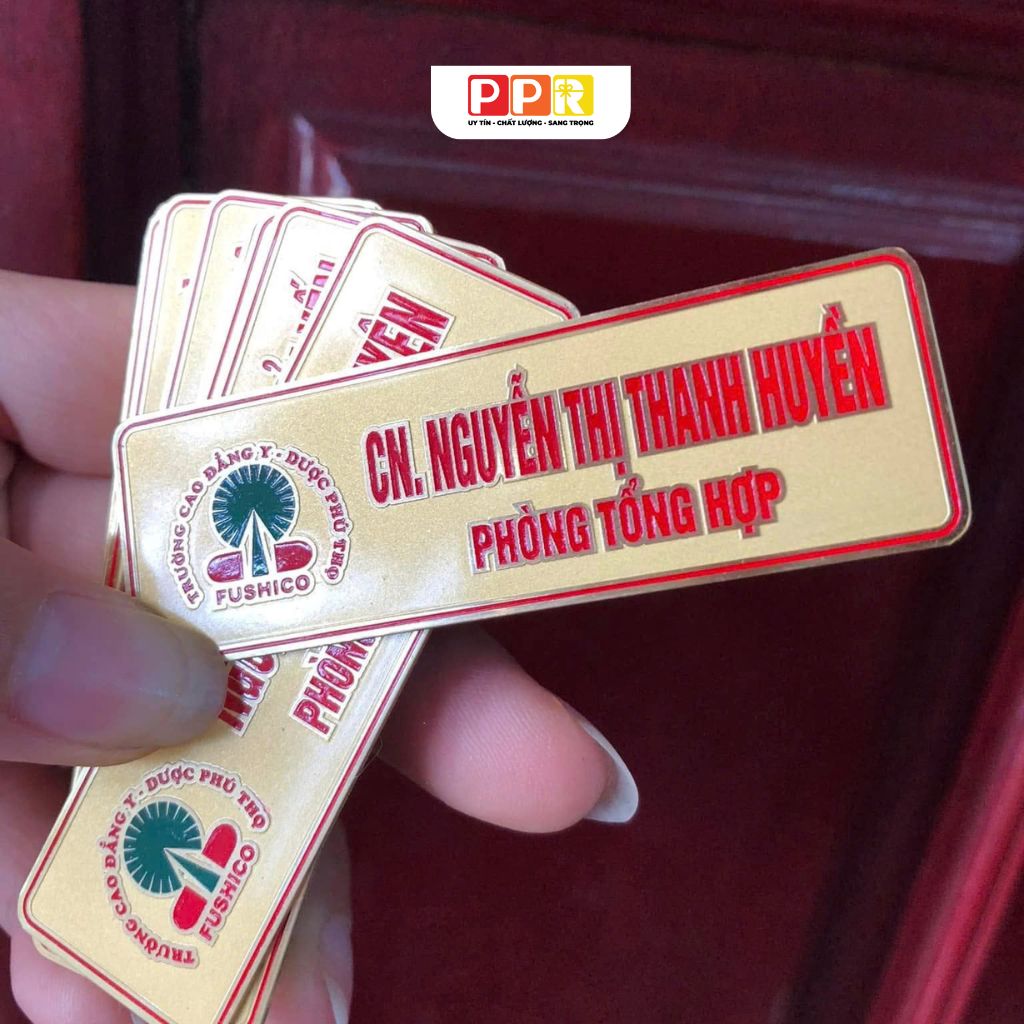 PPR
UY TÍN - CHẤT LƯỢNG - SANG TRỌNG
CN. NGUYỄN THỊ THANH HUYỀN
PHÒNG TỔNG HỢP
TRƯỜNG CAO ĐẲNG Y - DƯỢC PHÚ THỌ
FUSHICO
PHÒN
TRƯỜNG CAO ĐẲNG Y - DƯỢC PHÚ THỌ
FUSHICO